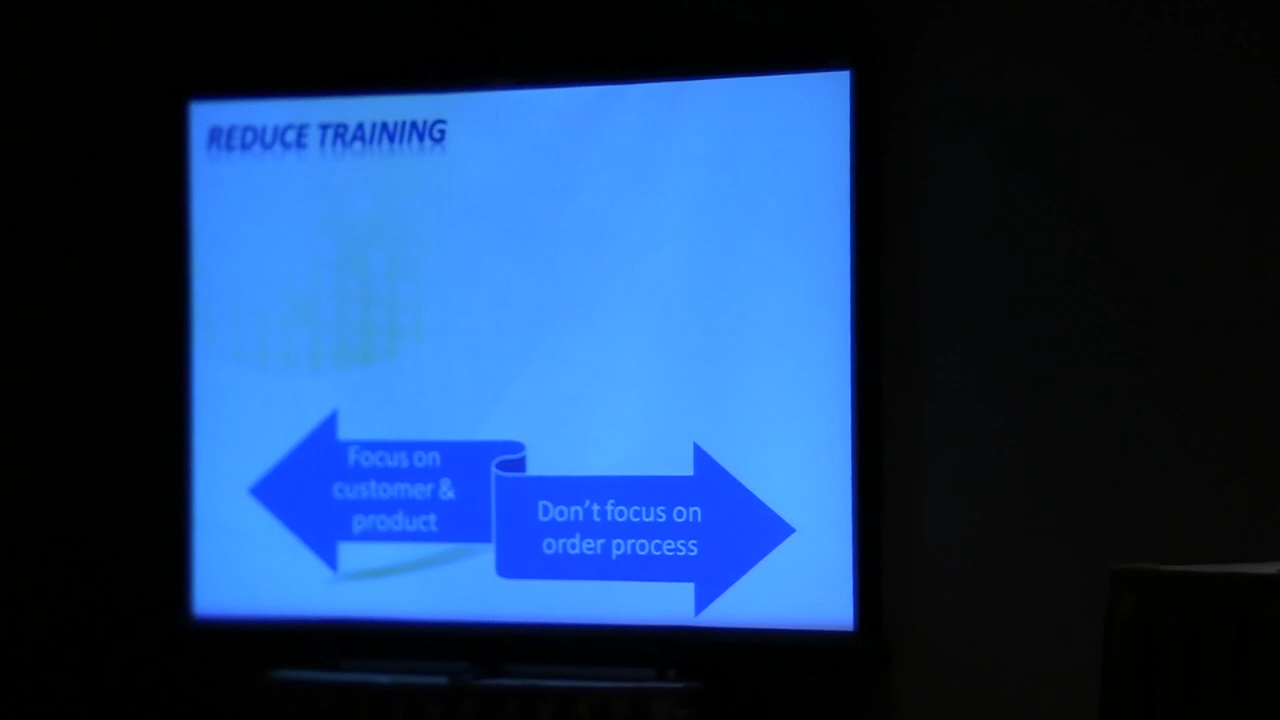 REDUCE TRAINING
Focus on
customer &
product
Don't focus on
order process